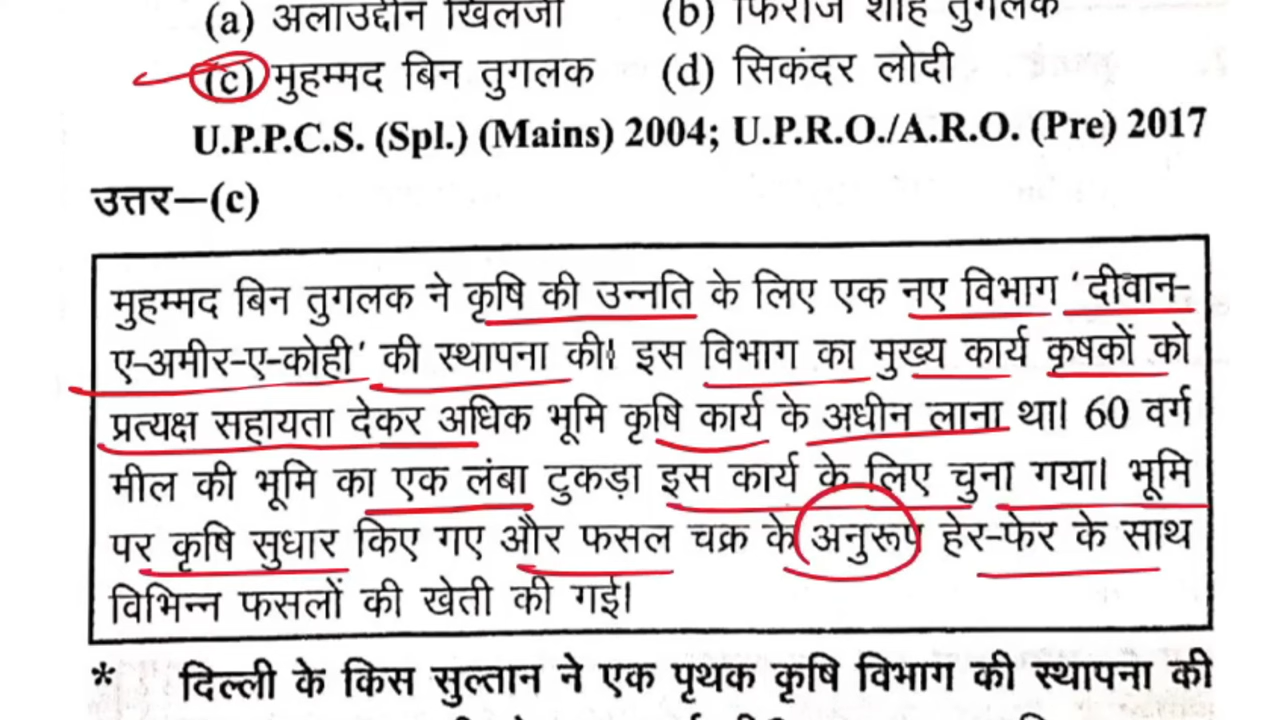 (a) अलाउद्दीन खिलजी (b) फिरोज शाह तुगलक
(c) मुहम्मद बिन तुगलक (d) सिकंदर लोदी
U.P.P.C.S. (Spl.) (Mains) 2004; U.P.R.O./A.R.O. (Pre) 2017
उत्तर—(c)
मुहम्मद बिन तुगलक ने कृषि की उन्नति के लिए एक नए विभाग ‘दीवान-
ए-अमीर-ए-कोही’ की स्थापना की। इस विभाग का मुख्य कार्य कृषकों को
प्रत्यक्ष सहायता देकर अधिक भूमि कृषि कार्य के अधीन लाना था। 60 वर्ग
मील की भूमि का एक लंबा टुकड़ा इस कार्य के लिए चुना गया। भूमि
पर कृषि सुधार किए गए और फसल चक्र के अनुरूप हेर-फेर के साथ
विभिन्न फसलों की खेती की गई।
* दिल्ली के किस सुल्तान ने एक पृथक कृषि विभाग की स्थापना की